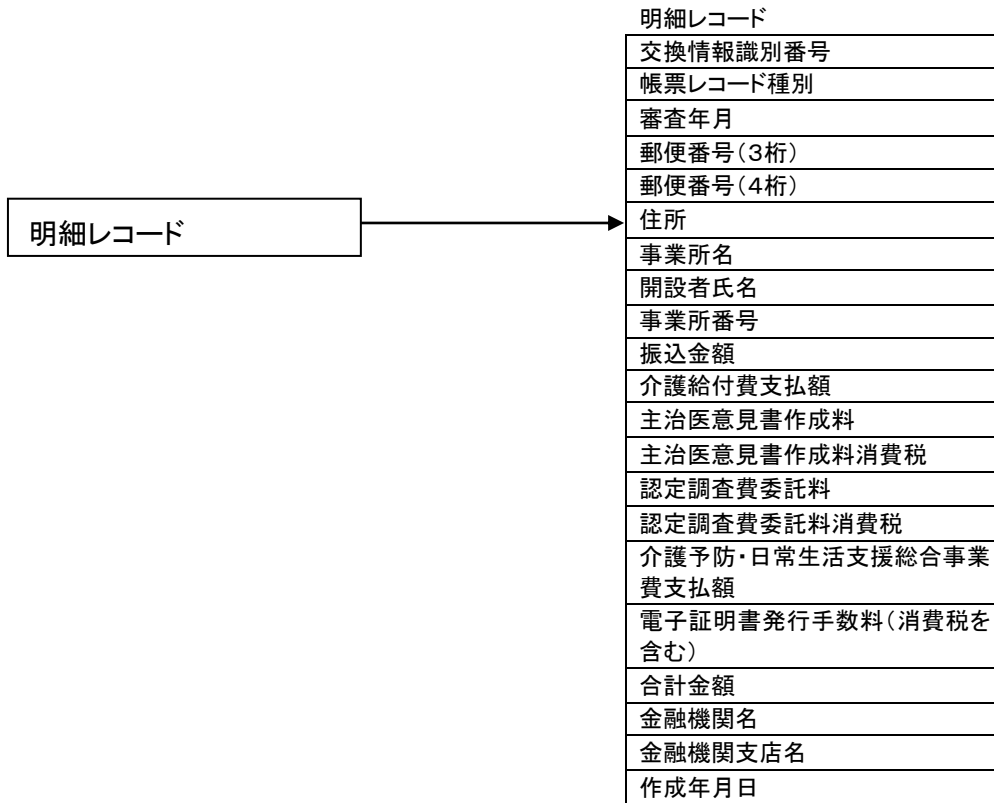 明細レコード
明細レコード
交換情報識別番号
帳票レコード種別
審査年月
郵便番号（３桁）
郵便番号（４桁）
住所
事業所名
開設者氏名
事業所番号
振込金額
介護給付費支払額
主治医意見書作成料
主治医意見書作成料消費税
認定調査費委託料
認定調査費委託料消費税
介護予防・日常生活支援総合事業
費支払額
電子証明書発行手数料（消費税を
含む）
合計金額
金融機関名
金融機関支店名
作成年月日